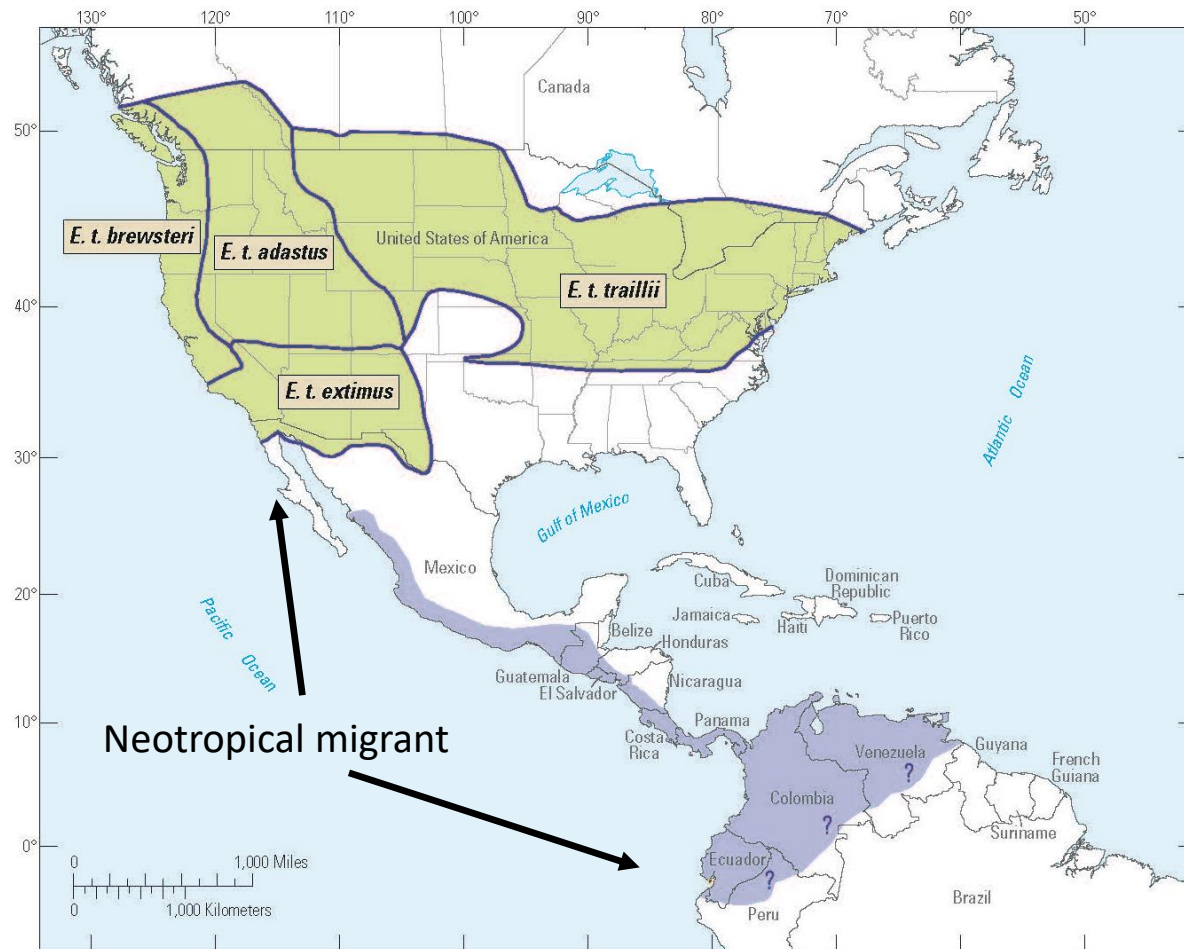 130°
120°
110°
100°
90°
80°
70°
60°
50°
Canada
50°
E. t. brewsteri
E. t. adastus
United States of America
E. t. traillii
40°
E. t. extimus
Atlantic Ocean
30°
Gulf of Mexico
Mexico
Pacific Ocean
20°
Cuba
Dominican
Republic
Jamaica
Haiti
Puerto
Rico
Belize
Honduras
Guatemala
El Salvador
Nicaragua
10°
Neotropical migrant
Costa
Rica
Panama
Venezuela
?
Guyana
French
Guiana
Colombia
?
Suriname
0°
Ecuador
?
Peru
Brazil
0 1,000 Miles
0 1,000 Kilometers